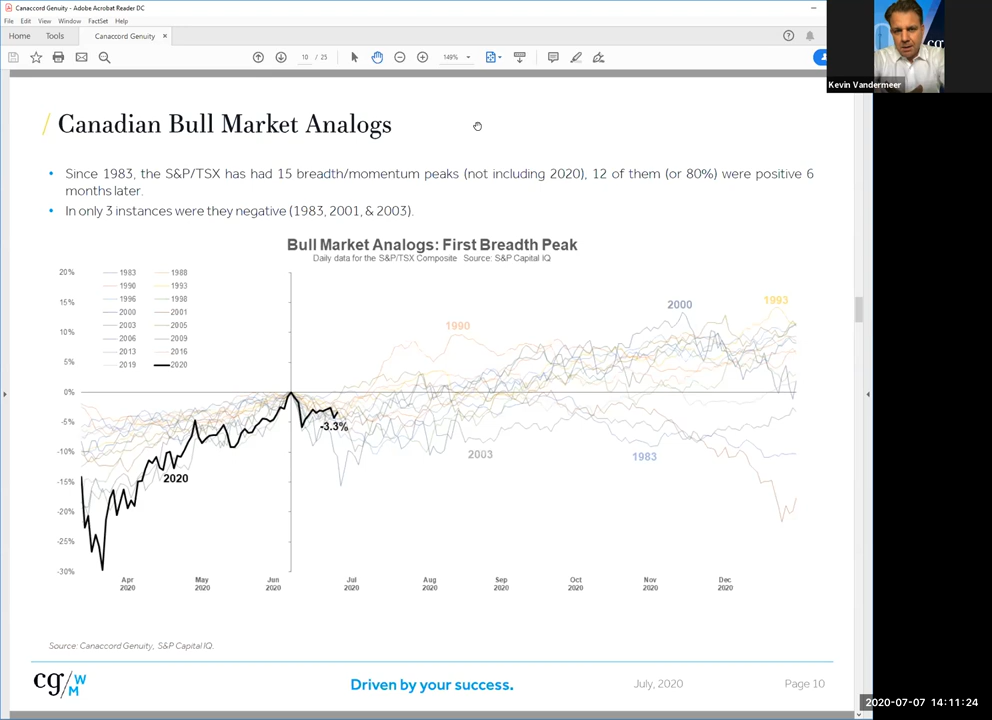 Canaccord Genuity - Adobe Acrobat Reader DC
File Edit View Window FactSet Help
Home Tools Canaccord Genuity ×
10 / 25 149%
Kevin Vandermeer
Canadian Bull Market Analogs
• Since 1983, the S&P/TSX has had 15 breadth/momentum peaks (not including 2020), 12 of them (or 80%) were positive 6
months later.
• In only 3 instances were they negative (1983, 2001, & 2003).
Bull Market Analogs: First Breadth Peak
Daily data for the S&P/TSX Composite Source: S&P Capital IQ
20%
15%
10%
5%
0%
-5%
-10%
-15%
-20%
-25%
-30%
1983 1988
1990 1993
1996 1998
2000 2001
2003 2005
2006 2009
2013 2016
2019 2020
1990
2000
1993
-3.3%
2003
1983
2020
Apr May Jun Jul Aug Sep Oct Nov Dec
2020 2020 2020 2020 2020 2020 2020 2020 2020
Source: Canaccord Genuity, S&P Capital IQ.
cg/WM
Driven by your success.
July, 2020
Page 10
2020-07-07 14:11:24